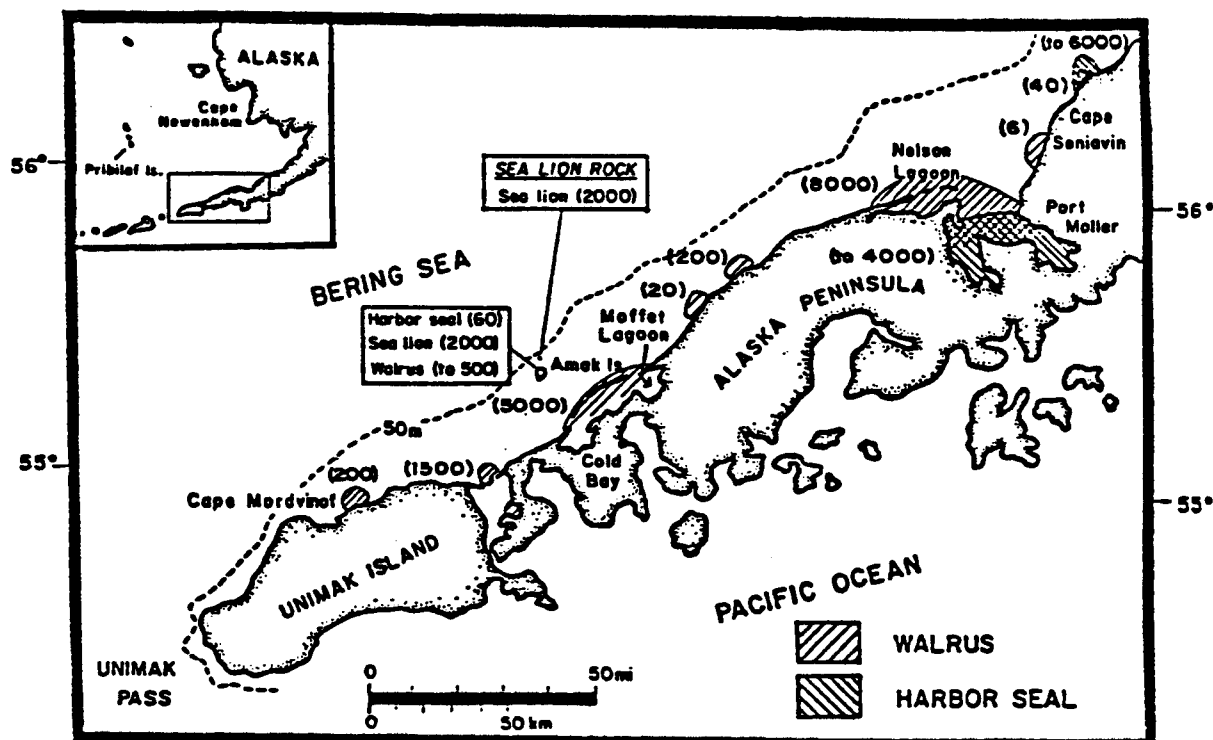 ALASKA
Cape
Newenham
Pribilof Is.
56°
SEA LION ROCK
Sea lion (2000)
BERING SEA
Harbor seal (60)
Sea lion (2000)
Walrus (to 500)
Amak Is.
(to 6000)
(40)
Cape
Seniavin
(6)
Nelson
Lagoon
(8000)
Port
Moller
56°
(to 4000)
(200)
(20)
Moffet
Lagoon
ALASKA PENINSULA
(5000)
50m
55°
(1500)
(200)
Cape Mordvinof
Cold
Bay
55°
UNIMAK ISLAND
PACIFIC OCEAN
UNIMAK
PASS
0 50mi
0 50 km
WALRUS
HARBOR SEAL